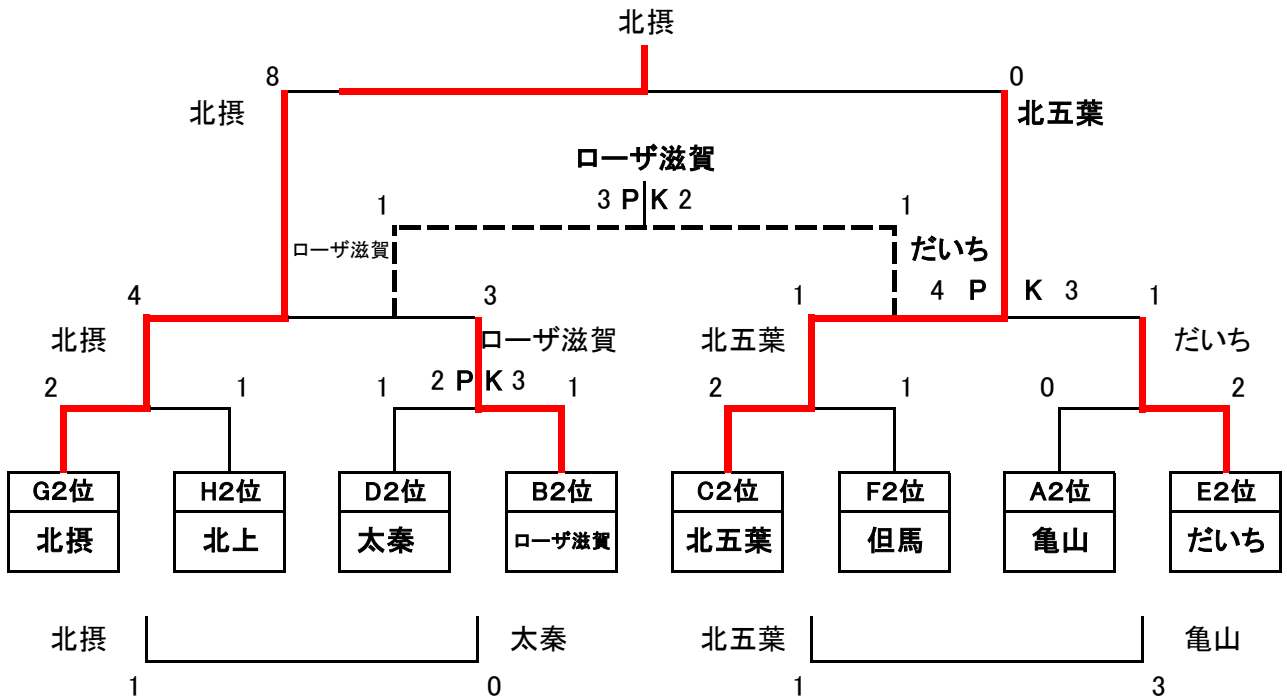 北摂
8 0
北摂 北五葉
ローザ滋賀
1 3 P K 2 1
ローザ滋賀 だいち
4 3 1 4 P K 3 1
北摂 ローザ滋賀 北五葉 だいち
2 1 1 2 P K 3 1 2 1 0 2
G2位 H2位 D2位 B2位 C2位 F2位 A2位 E2位
北摂 北上 太秦 ローザ滋賀 北五葉 但馬 亀山 だいち
北摂 太秦 北五葉 亀山
1 0 1 3